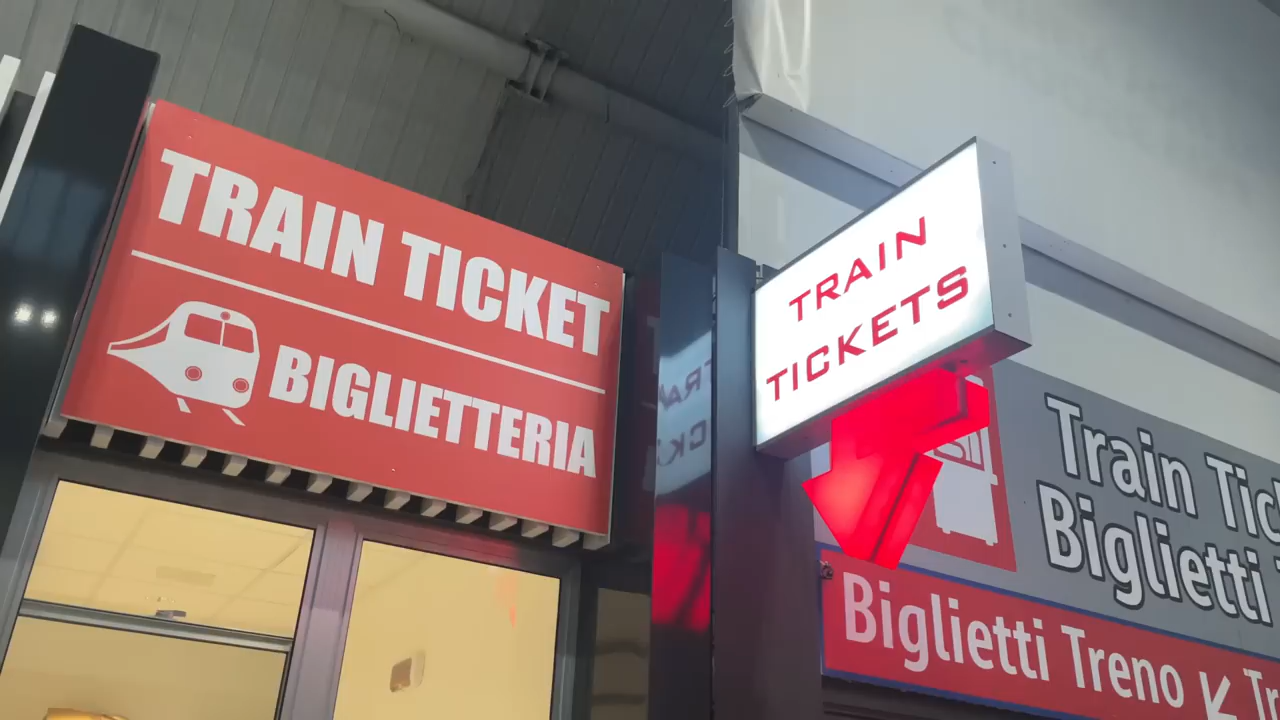 TRAIN TICKET
BIGLIETTERIA
TRAIN
TICKETS
Train
Biglietti
Biglietti Treno